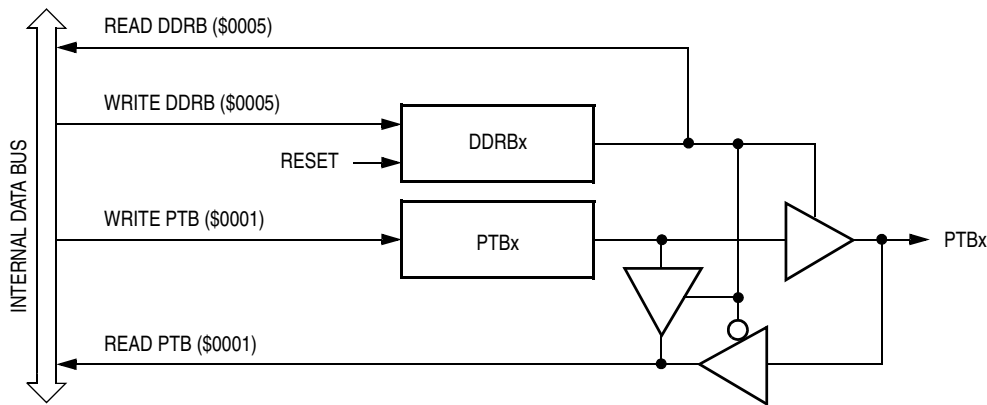 READ DDRB ($0005)
WRITE DDRB ($0005)
DDRBx
RESET
WRITE PTB ($0001)
PTBx
PTBx
READ PTB ($0001)
INTERNAL DATA BUS